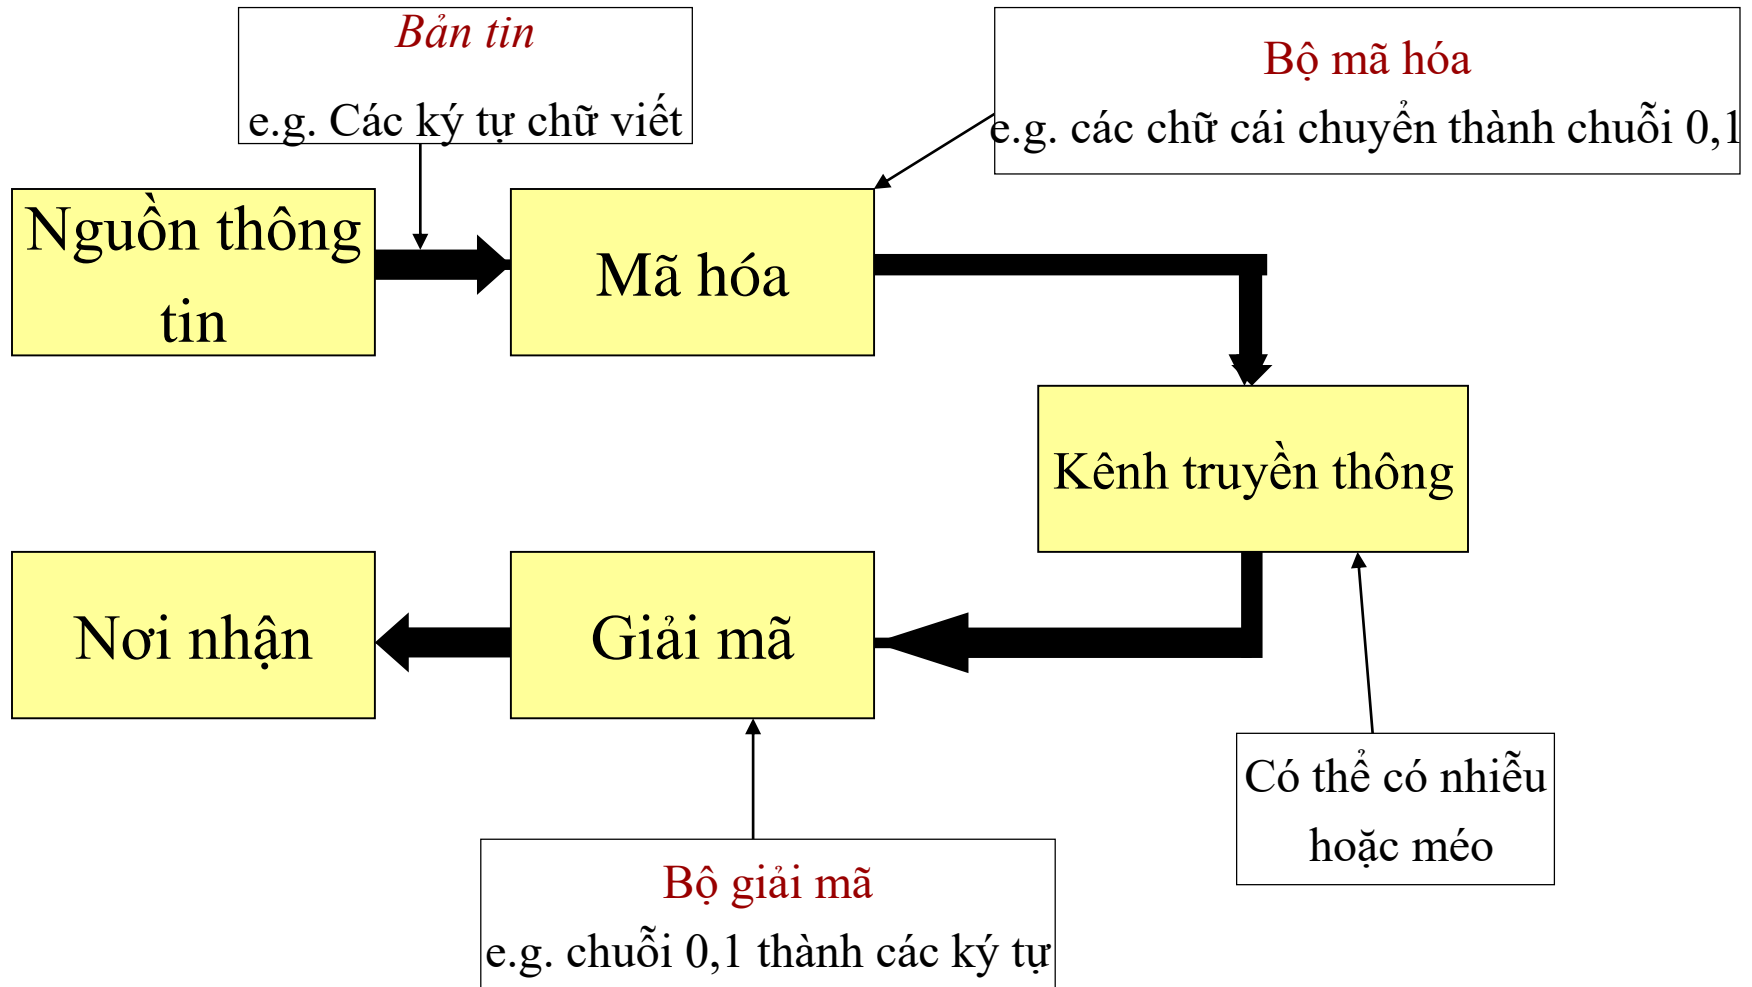 Bản tin
e.g. Các ký tự chữ viết
Bộ mã hóa
e.g. các chữ cái chuyển thành chuỗi 0,1
Nguồn thông
tin
Mã hóa
Kênh truyền thông
Nơi nhận
Giải mã
Có thể có nhiễu
hoặc méo
Bộ giải mã
e.g. chuỗi 0,1 thành các ký tự